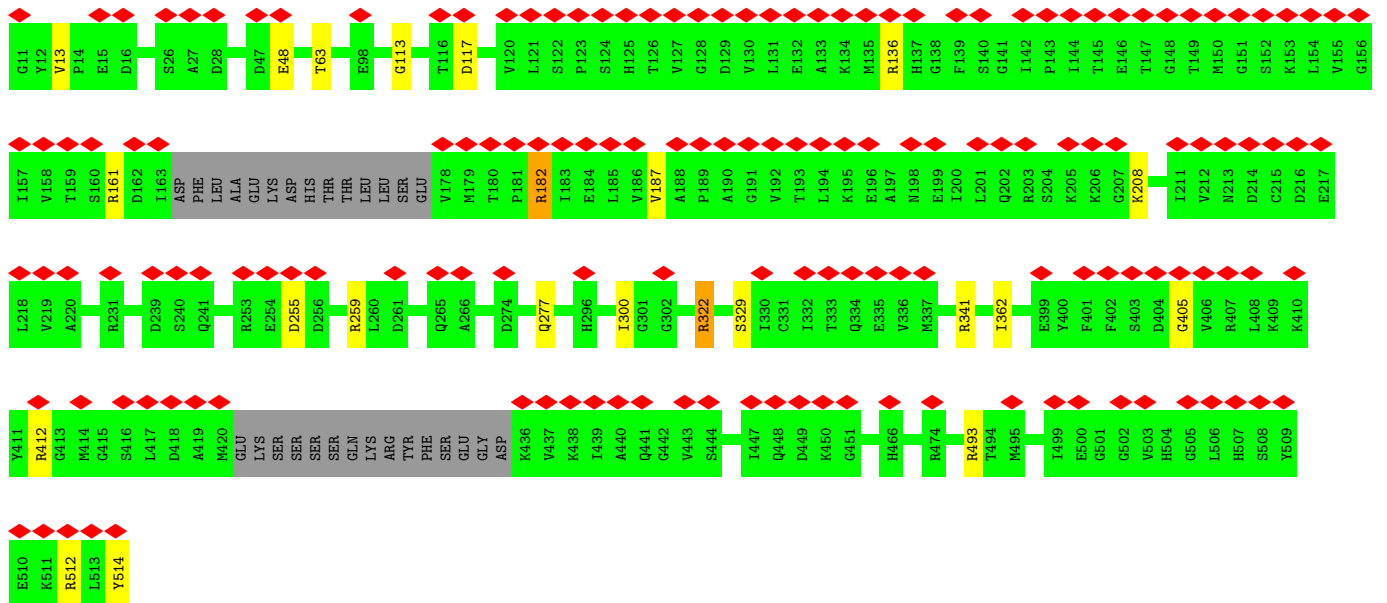 G11 Y12 V13 P14 E15 D16 S26 A27 D28 D47 E48 T63 E98 G113 T116 D117 V120 L121 S122 P123 S124 H125 T126 V127 G128 D129 V130 L131 E132 A133 K134 M135 R136 H137 G138 F139 S140 G141 I142 P143 I144 T145 E146 T147 G148 T149 M150 G151 S152 K153 L154 V155 G156
I157 V158 T159 S160 R161 D162 I163 ASP PHE LEU ALA GLU LYS ASP HIS THR THR LEU LEU SER GLU V178 M179 T180 P181 R182 I183 E184 L185 V186 V187 A188 P189 A190 G191 V192 T193 L194 K195 E196 A197 N198 E199 I200 L201 Q202 R203 S204 K205 K206 G207 K208 I211 V212 N213 D214 C215 D216 E217
L218 V219 A220 R231 D239 S240 Q241 R253 E254 D255 D256 R259 L260 D261 Q265 A266 D274 Q277 H296 I300 G301 G302 R322 S329 I330 C331 I332 T333 Q334 E335 V336 M337 R341 I362 E399 Y400 F401 F402 S403 D404 G405 V406 R407 L408 K409 K410
Y411 R412 G413 M414 G415 S416 L417 D418 A419 M420 GLU LYS SER SER SER SER GLN LYS ARG TYR PHE SER GLU GLY ASP K436 V437 K438 I439 A440 Q441 G442 V443 S444 I447 Q448 D449 K450 G451 H466 R474 R493 T494 M495 I499 E500 G501 G502 V503 H504 G505 L506 H507 S508 Y509
E510 K511 R512 L513 Y514